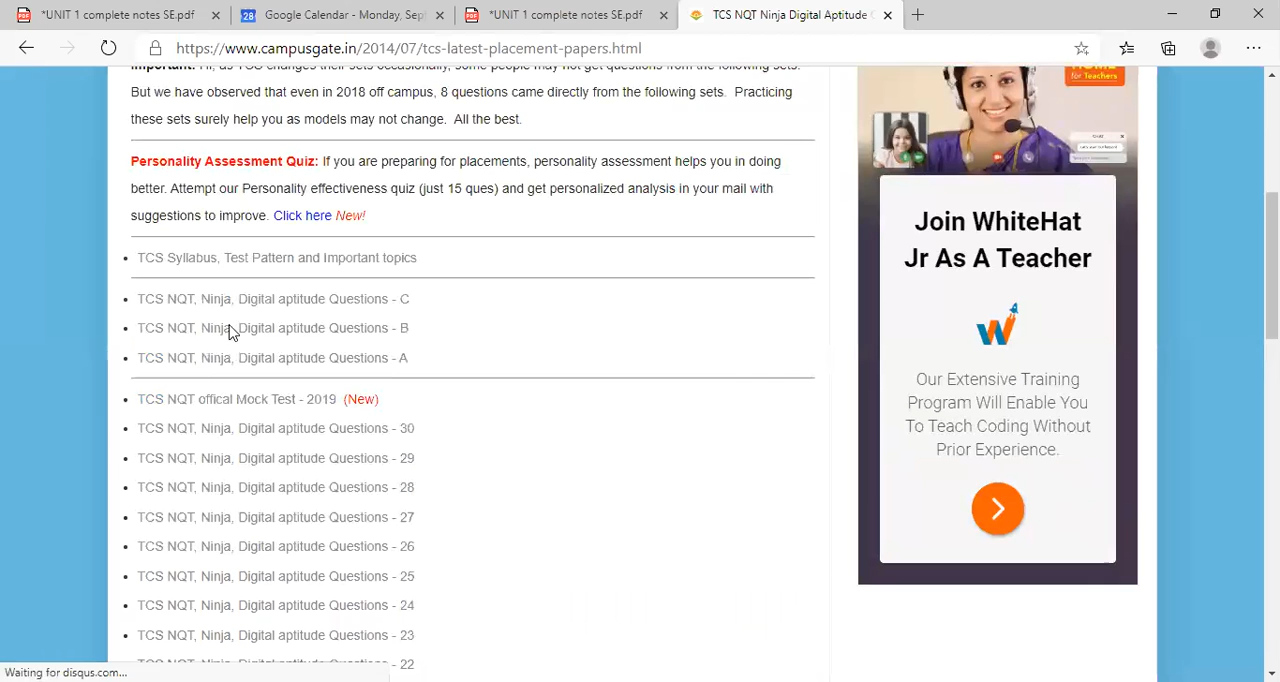 *UNIT 1 complete notes SE.pdf
Google Calendar - Monday, Sep
*UNIT 1 complete notes SE.pdf
TCS NQT Ninja Digital Aptitude
https://www.campusgate.in/2014/07/tcs-latest-placement-papers.html
But we have observed that even in 2018 off campus, 8 questions came directly from the following sets. Practicing
these sets surely help you as models may not change. All the best.
Personality Assessment Quiz: If you are preparing for placements, personality assessment helps you in doing
better. Attempt our Personality effectiveness quiz (just 15 ques) and get personalized analysis in your mail with
suggestions to improve. Click here New!
TCS Syllabus, Test Pattern and Important topics
TCS NQT, Ninja, Digital aptitude Questions - C
TCS NQT, Ninja, Digital aptitude Questions - B
TCS NQT, Ninja, Digital aptitude Questions - A
TCS NQT offical Mock Test - 2019 (New)
TCS NQT, Ninja, Digital aptitude Questions - 30
TCS NQT, Ninja, Digital aptitude Questions - 29
TCS NQT, Ninja, Digital aptitude Questions - 28
TCS NQT, Ninja, Digital aptitude Questions - 27
TCS NQT, Ninja, Digital aptitude Questions - 26
TCS NQT, Ninja, Digital aptitude Questions - 25
TCS NQT, Ninja, Digital aptitude Questions - 24
TCS NQT, Ninja, Digital aptitude Questions - 23
TCS NQT, Ninja, Digital aptitude Questions - 22
for Teachers
Join WhiteHat
Jr As A Teacher
Our Extensive Training
Program Will Enable You
To Teach Coding Without
Prior Experience.
Waiting for disqus.com...